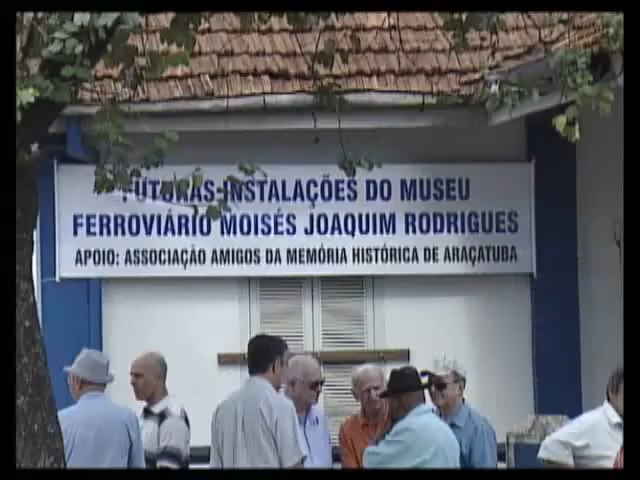 FUTURAS INSTALAÇÕES DO MUSEU
FERROVIÁRIO MOISÉS JOAQUIM RODRIGUES
APOIO: ASSOCIAÇÃO AMIGOS DA MEMÓRIA HISTÓRICA DE ARAÇATUBA